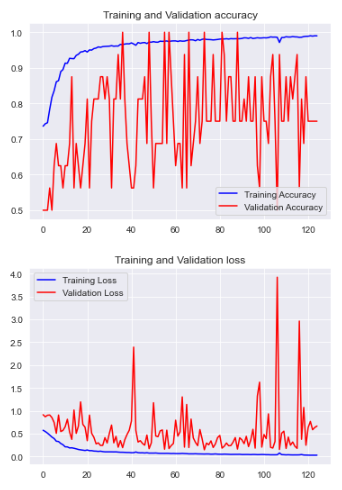 Training and Validation accuracy
1.0
0.9
0.8
0.7
0.6
0.5
Training Accuracy
Validation Accuracy
0 20 40 60 80 100 120
Training and Validation loss
4.0
3.5
3.0
2.5
2.0
1.5
1.0
0.5
0.0
Training Loss
Validation Loss
0 20 40 60 80 100 120